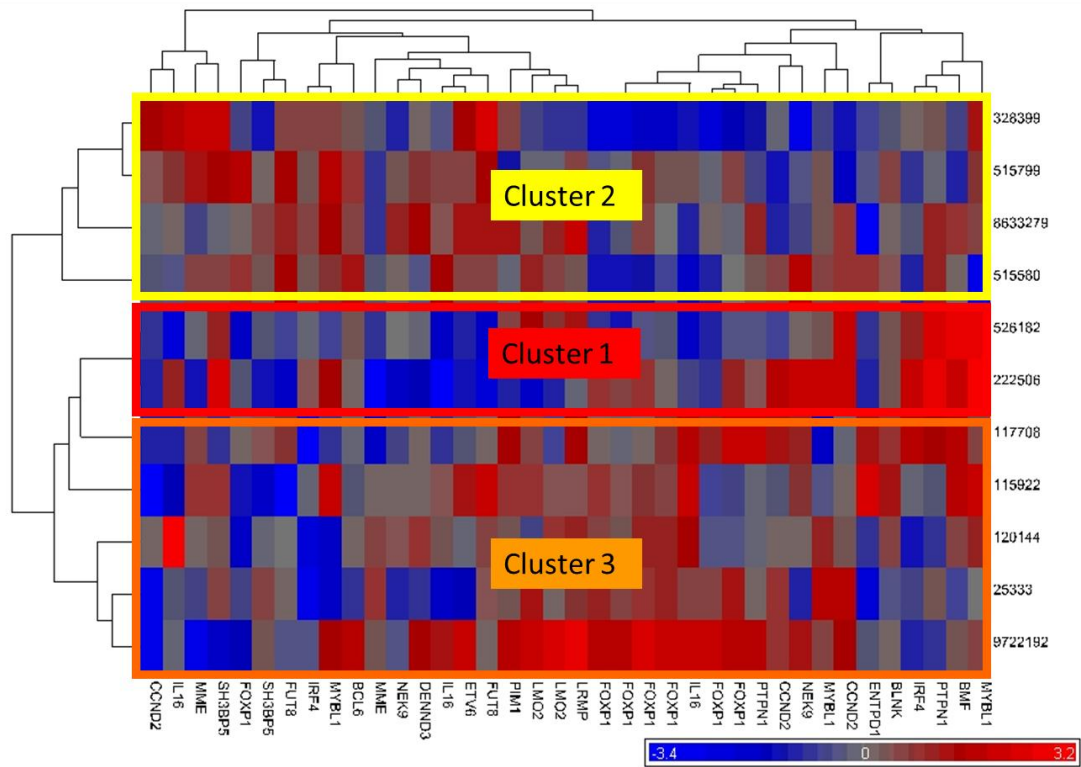 328399
515799
Cluster 2
8633279
515580
526182
Cluster 1
222506
117708
115922
120144
Cluster 3
25333
9722192
CCND2
IL16
MME
SH3BP5
FOXP1
SH3BP5
FUT8
IRF4
MYBL1
BCL6
MME
NEK9
DENND3
IL16
ETV6
FUT8
PIM1
LMO2
LMO2
LRMP
FOXP1
FOXP1
FOXP1
FOXP1
IL16
FOXP1
FOXP1
PTPN1
CCND2
NEK9
MYBL1
CCND2
ENTPD1
BLNK
IRF4
PTPN1
BMF
MYBL1
-3.4 0 3.2